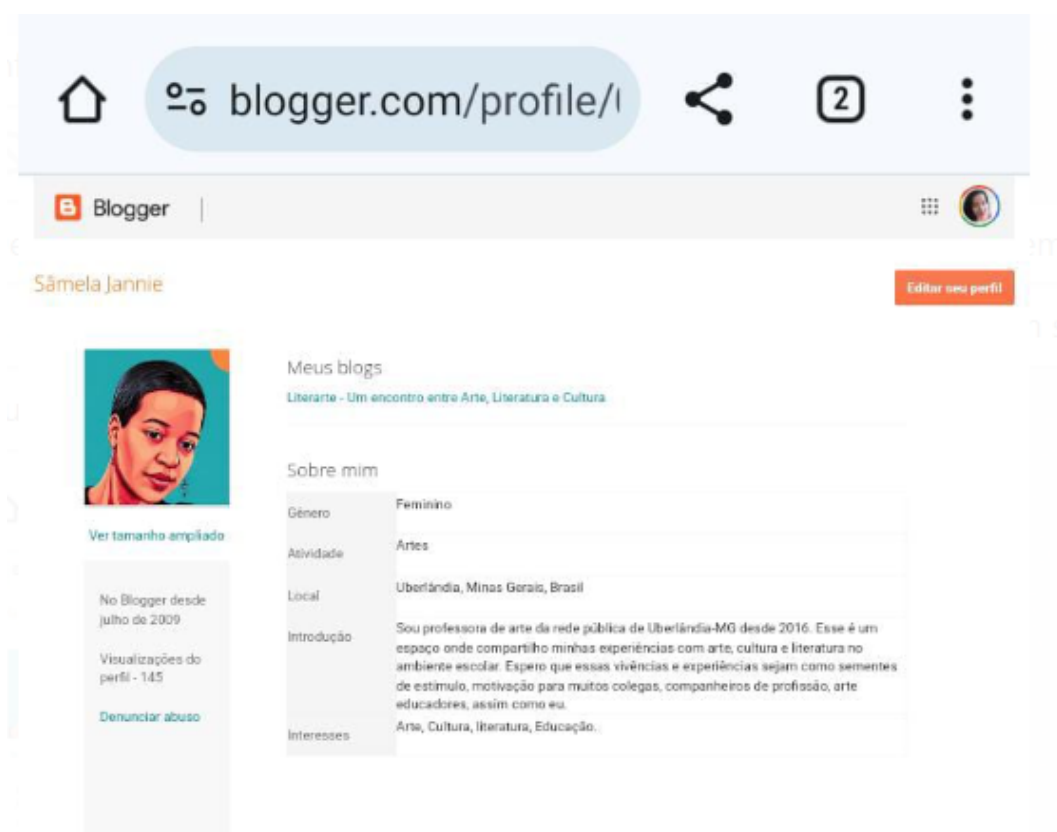 blogger.com/profile/
2
Blogger
Sâmela Jannie
Editar seu perfil
Meus blogs
Literarte - Um encontro entre Arte, Literatura e Cultura
Sobre mim
Gênero
Feminino
Ver tamanho ampliado
Atividade
Artes
No Blogger desde
julho de 2009
Local
Uberlândia, Minas Gerais, Brasil
Visualizações do
perfil - 145
Denunciar abuso
Introdução
Sou professora de arte da rede pública de Uberlândia-MG desde 2016. Esse é um
espaço onde compartilho minhas experiências com arte, cultura e literatura no
ambiente escolar. Espero que essas vivências e experiências sejam como sementes
de estímulo, motivação para muitos colegas, companheiros de profissão, arte
educadores, assim como eu.
Interesses
Arte, Cultura, literatura, Educação.